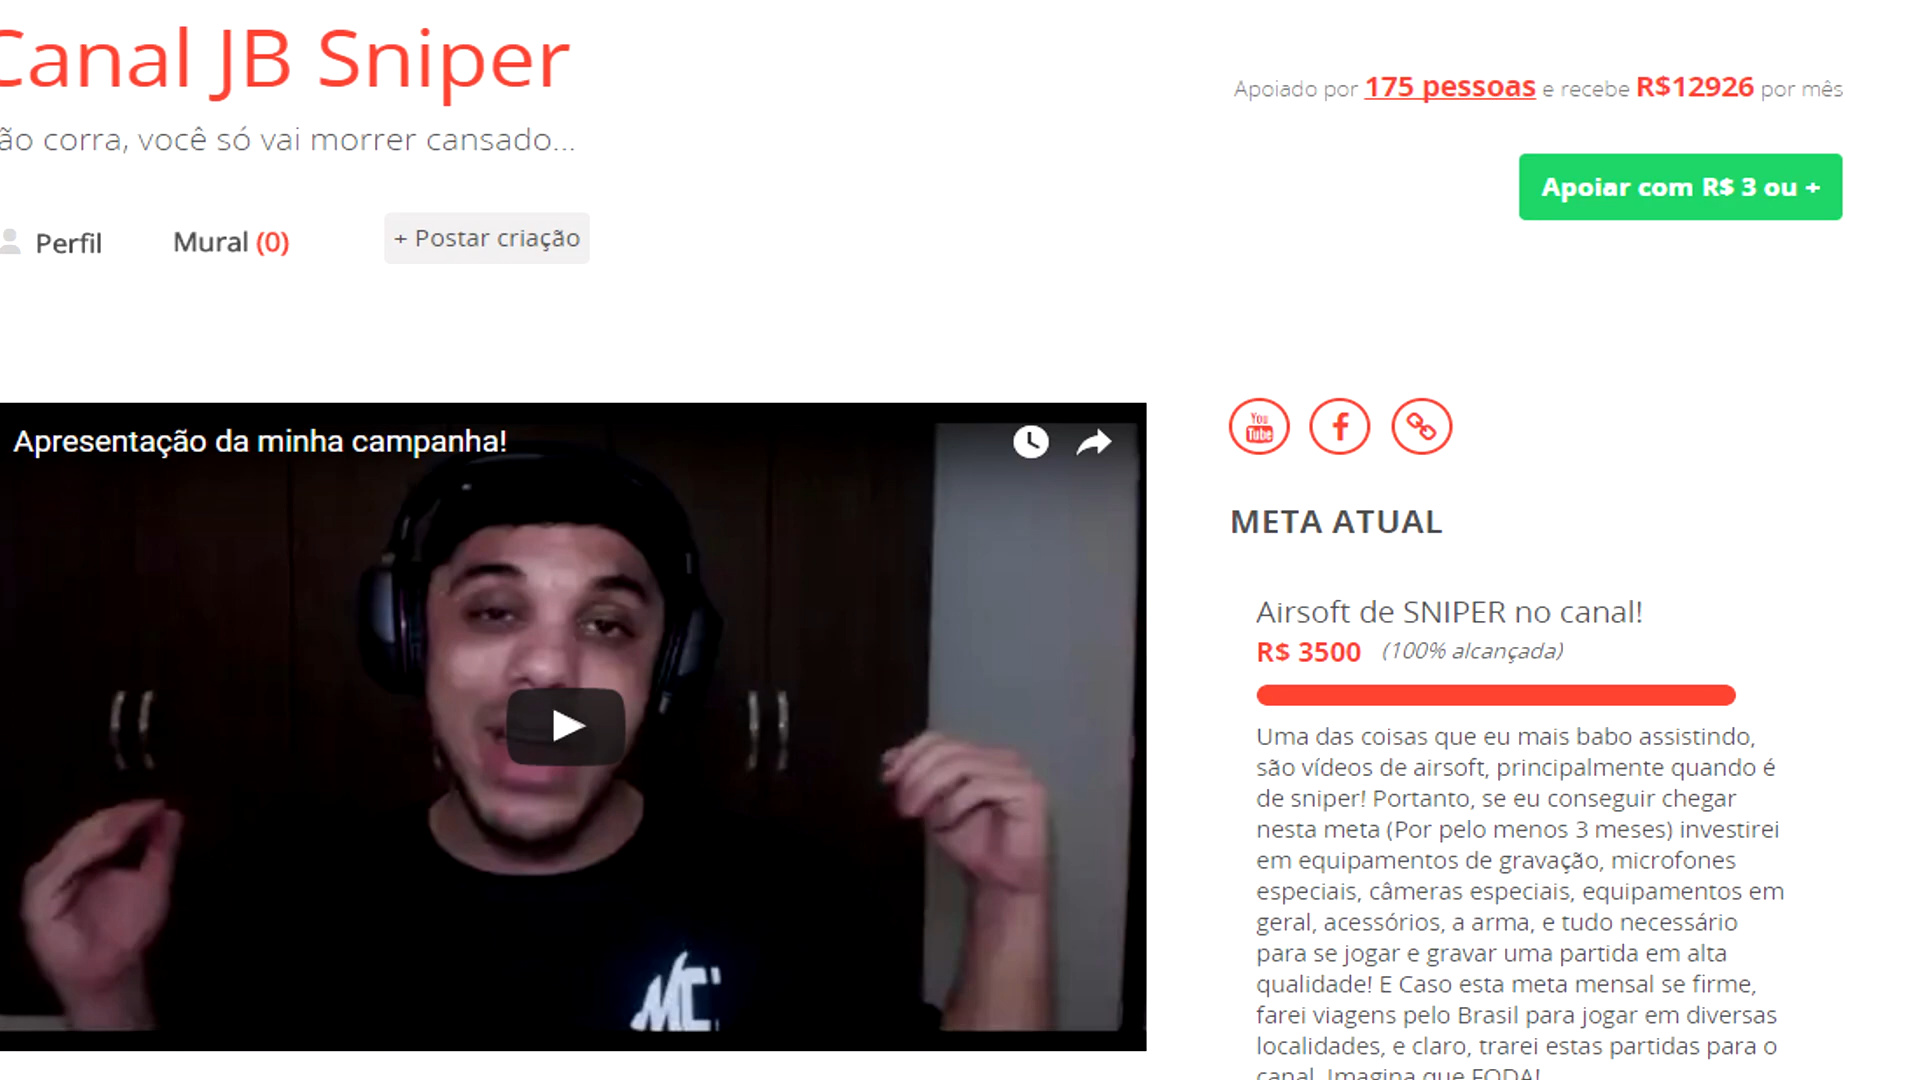 Canal JB Sniper
ão corra, você só vai morrer cansado...
Apoiado por 175 pessoas e recebe R$12926 por mês
Apoiar com R$ 3 ou +
Perfil
Mural (0)
+ Postar criação
Apresentação da minha campanha!
You
Tube
META ATUAL
Airsoft de SNIPER no canal!
R$ 3500 (100% alcançada)
Uma das coisas que eu mais babo assistindo,
são vídeos de airsoft, principalmente quando é
de sniper! Portanto, se eu conseguir chegar
nesta meta (Por pelo menos 3 meses) investirei
em equipamentos de gravação, microfones
especiais, câmeras especiais, equipamentos em
geral, acessórios, a arma, e tudo necessário
para se jogar e gravar uma partida em alta
qualidade! E Caso esta meta mensal se firme,
farei viagens pelo Brasil para jogar em diversas
localidades, e claro, trarei estas partidas para o
canal. Imagina que FODA!